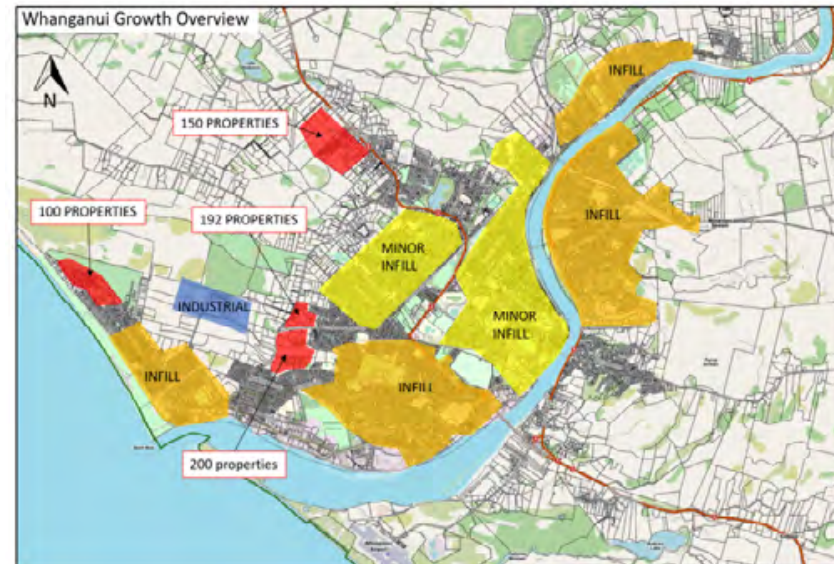 Whanganui Growth Overview
N
INFILL
150 PROPERTIES
100 PROPERTIES
192 PROPERTIES
INFILL
MINOR
INFILL
INDUSTRIAL
MINOR
INFILL
INFILL
INFILL
200 properties